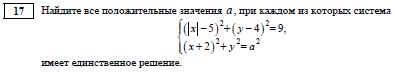 17 Найдите все положительные значения a, при каждом из которых система
(|x|−5)²+(y−4)²=9,
(x+2)²+y²=a²
имеет единственное решение.